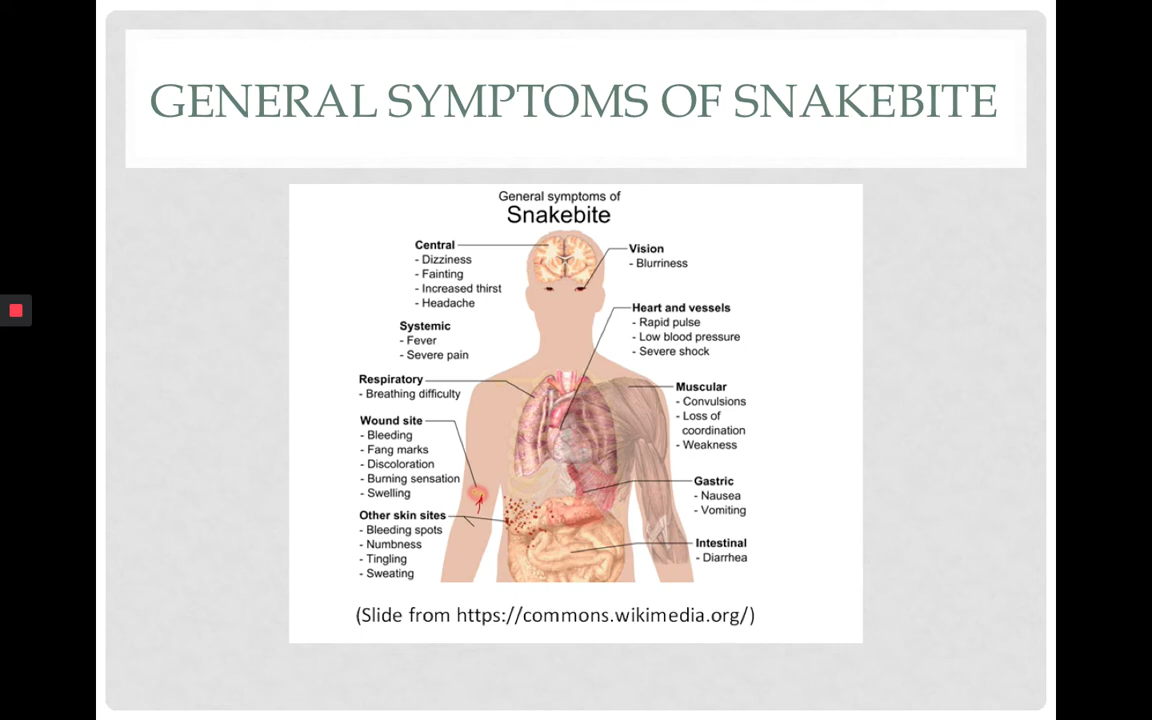 GENERAL SYMPTOMS OF SNAKEBITE
General symptoms of
Snakebite
Central
- Dizziness
- Fainting
- Increased thirst
- Headache
Systemic
- Fever
- Severe pain
Respiratory
- Breathing difficulty
Wound site
- Bleeding
- Fang marks
- Discoloration
- Burning sensation
- Swelling
Other skin sites
- Bleeding spots
- Numbness
- Tingling
- Sweating
Vision
- Blurriness
Heart and vessels
- Rapid pulse
- Low blood pressure
- Severe shock
Muscular
- Convulsions
- Loss of
coordination
- Weakness
Gastric
- Nausea
- Vomiting
Intestinal
- Diarrhea
(Slide from https://commons.wikimedia.org/)